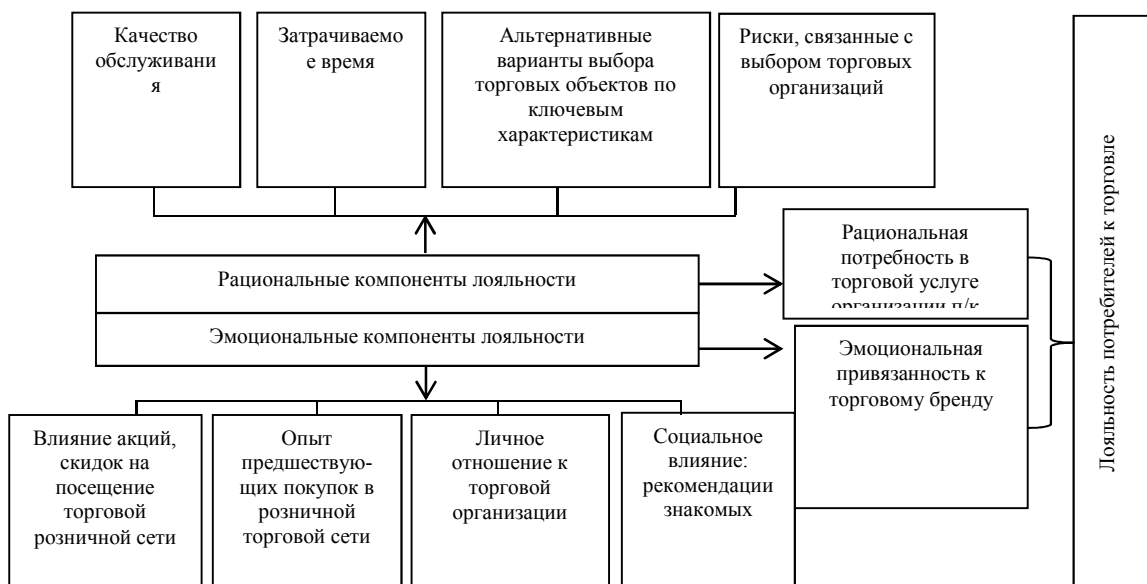 Качество
обслуживани
я
Затрачиваемо
е время
Альтернативные
варианты выбора
торговых объектов по
ключевым
характеристикам
Риски, связанные с
выбором торговых
организаций
Рациональные компоненты лояльности
Эмоциональные компоненты лояльности
Рациональная
потребность в
торговой услуге
организации п/к
Эмоциональная
привязанность к
торговому бренду
Лояльность потребителей к торговле
Влияние акций,
скидок на
посещение
торговой
розничной сети
Опыт
предшествую-
щих покупок в
розничной
торговой сети
Личное
отношение к
торговой
организации
Социальное
влияние:
рекомендации
знакомых